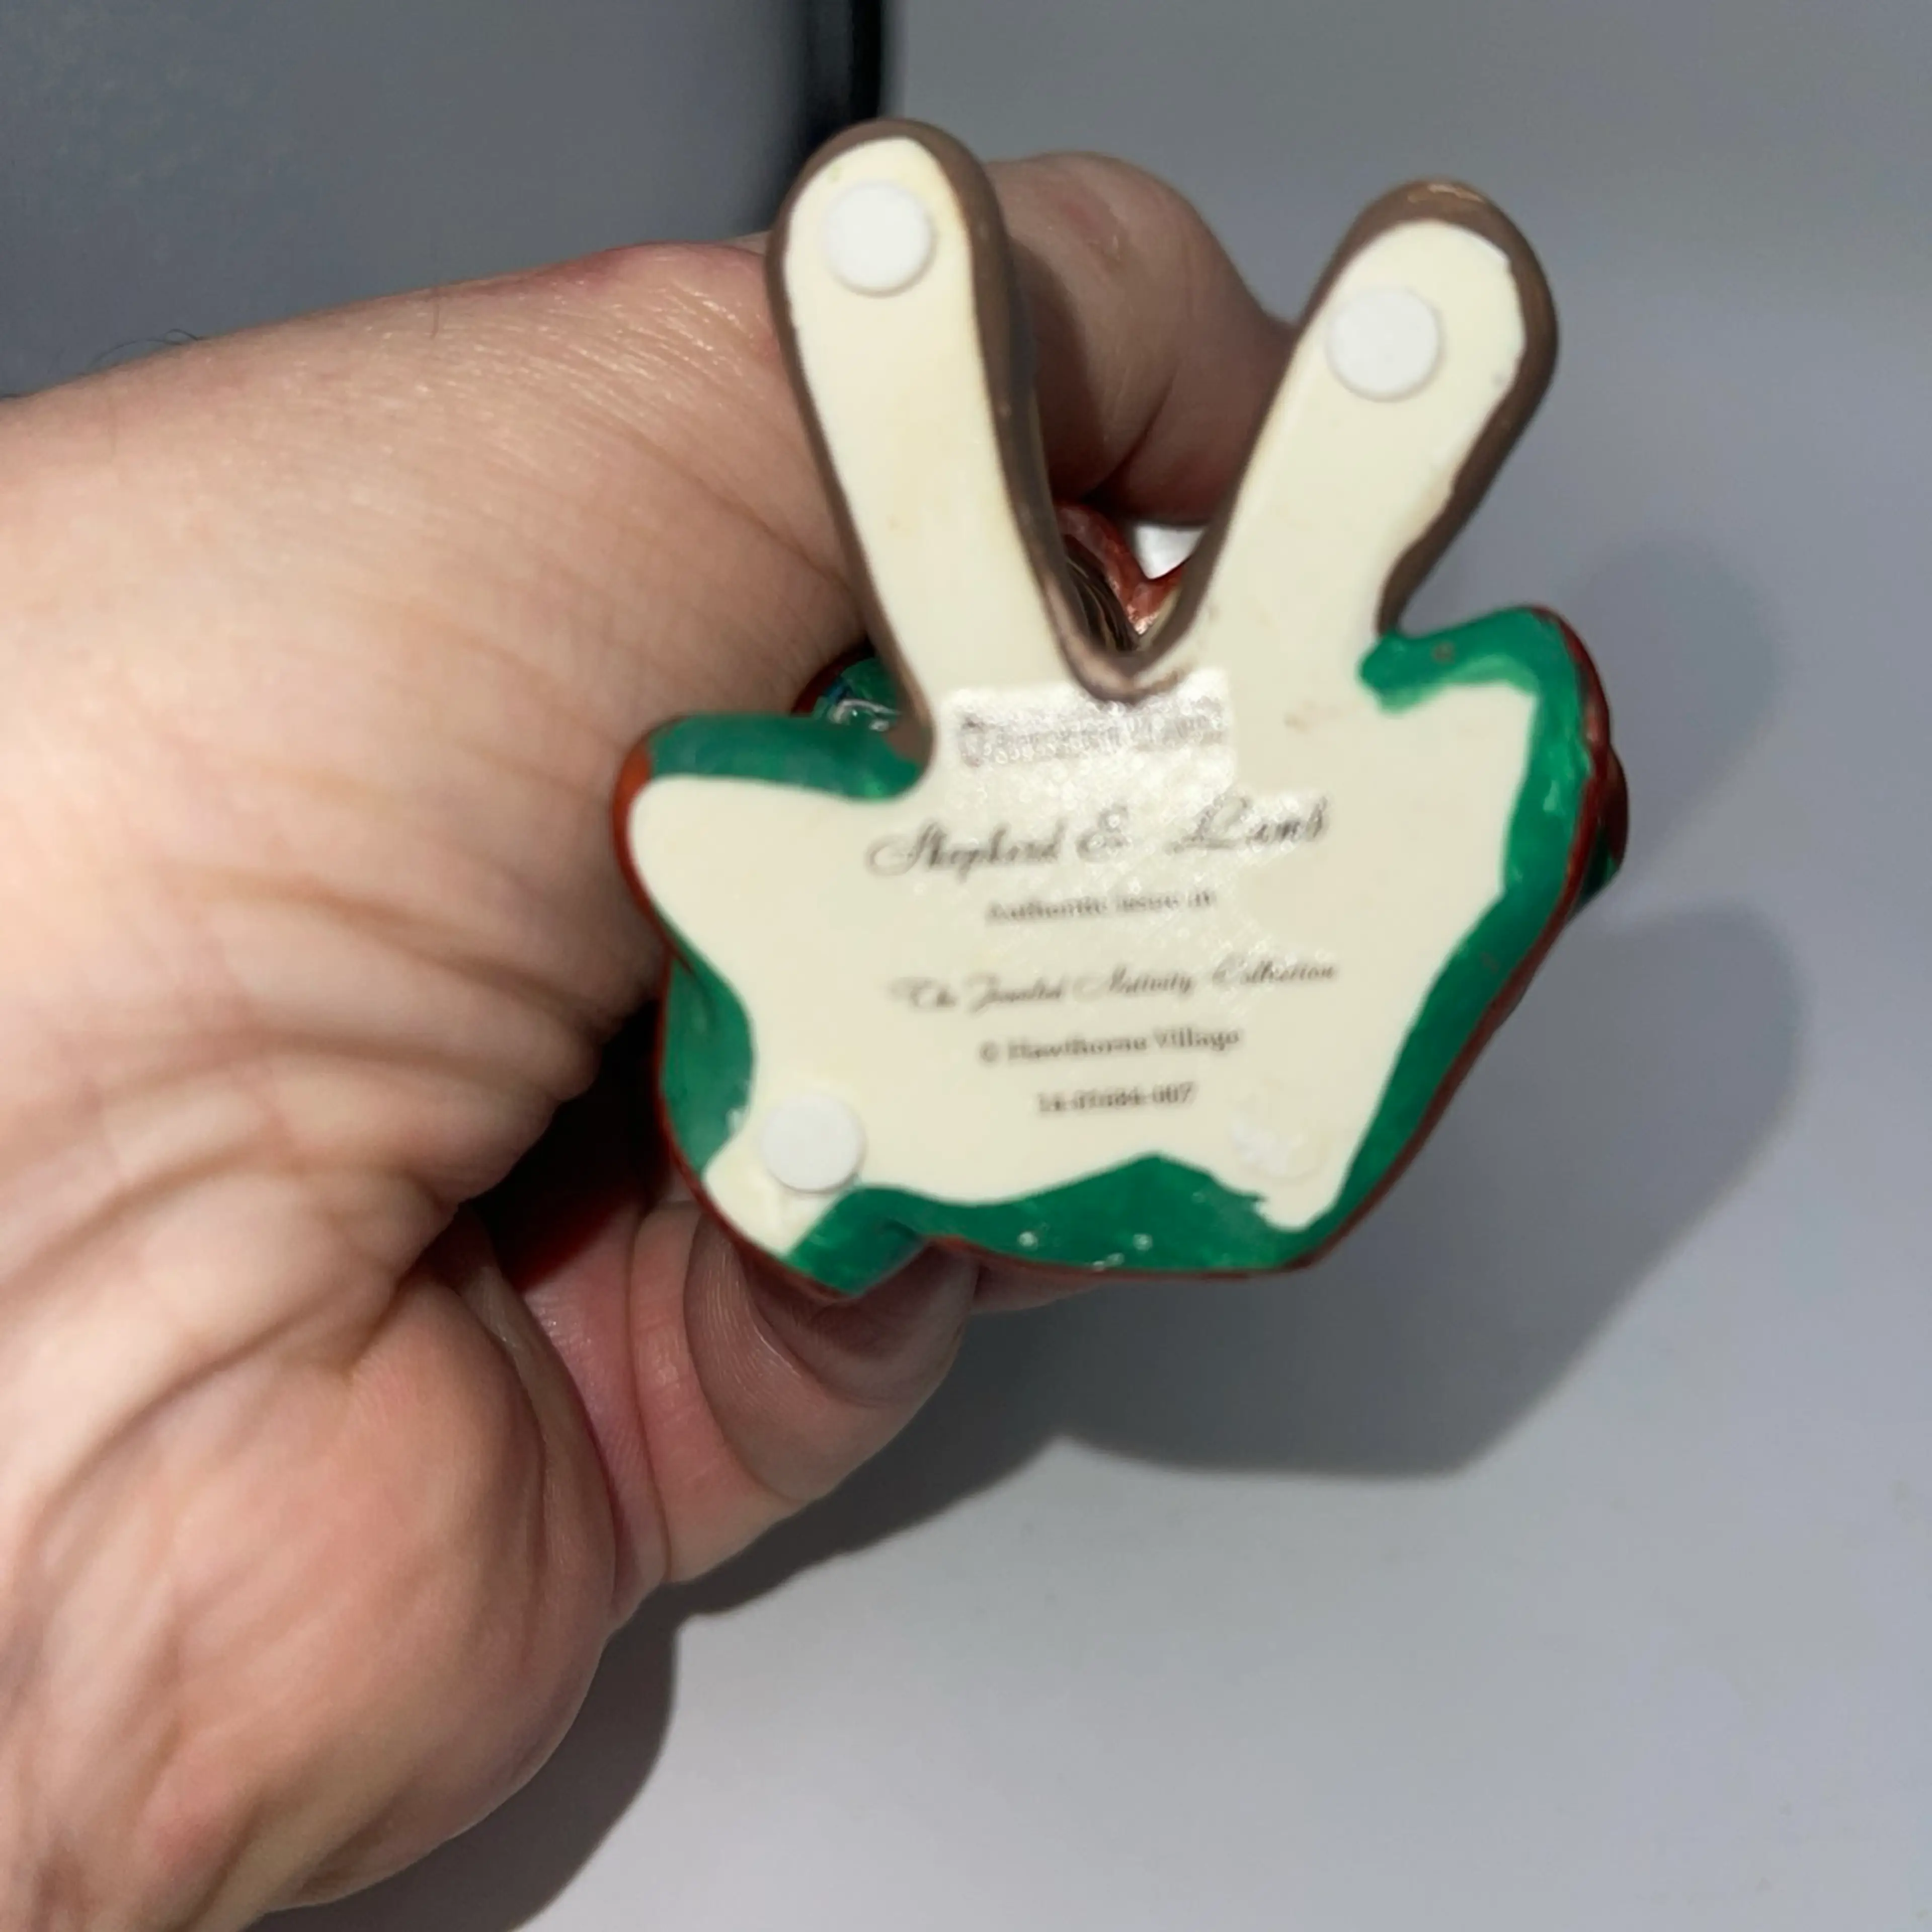 Shepherd & Lamb
Authentic Issue in
The Jeweled Nativity Collection
© Hawthorne Village